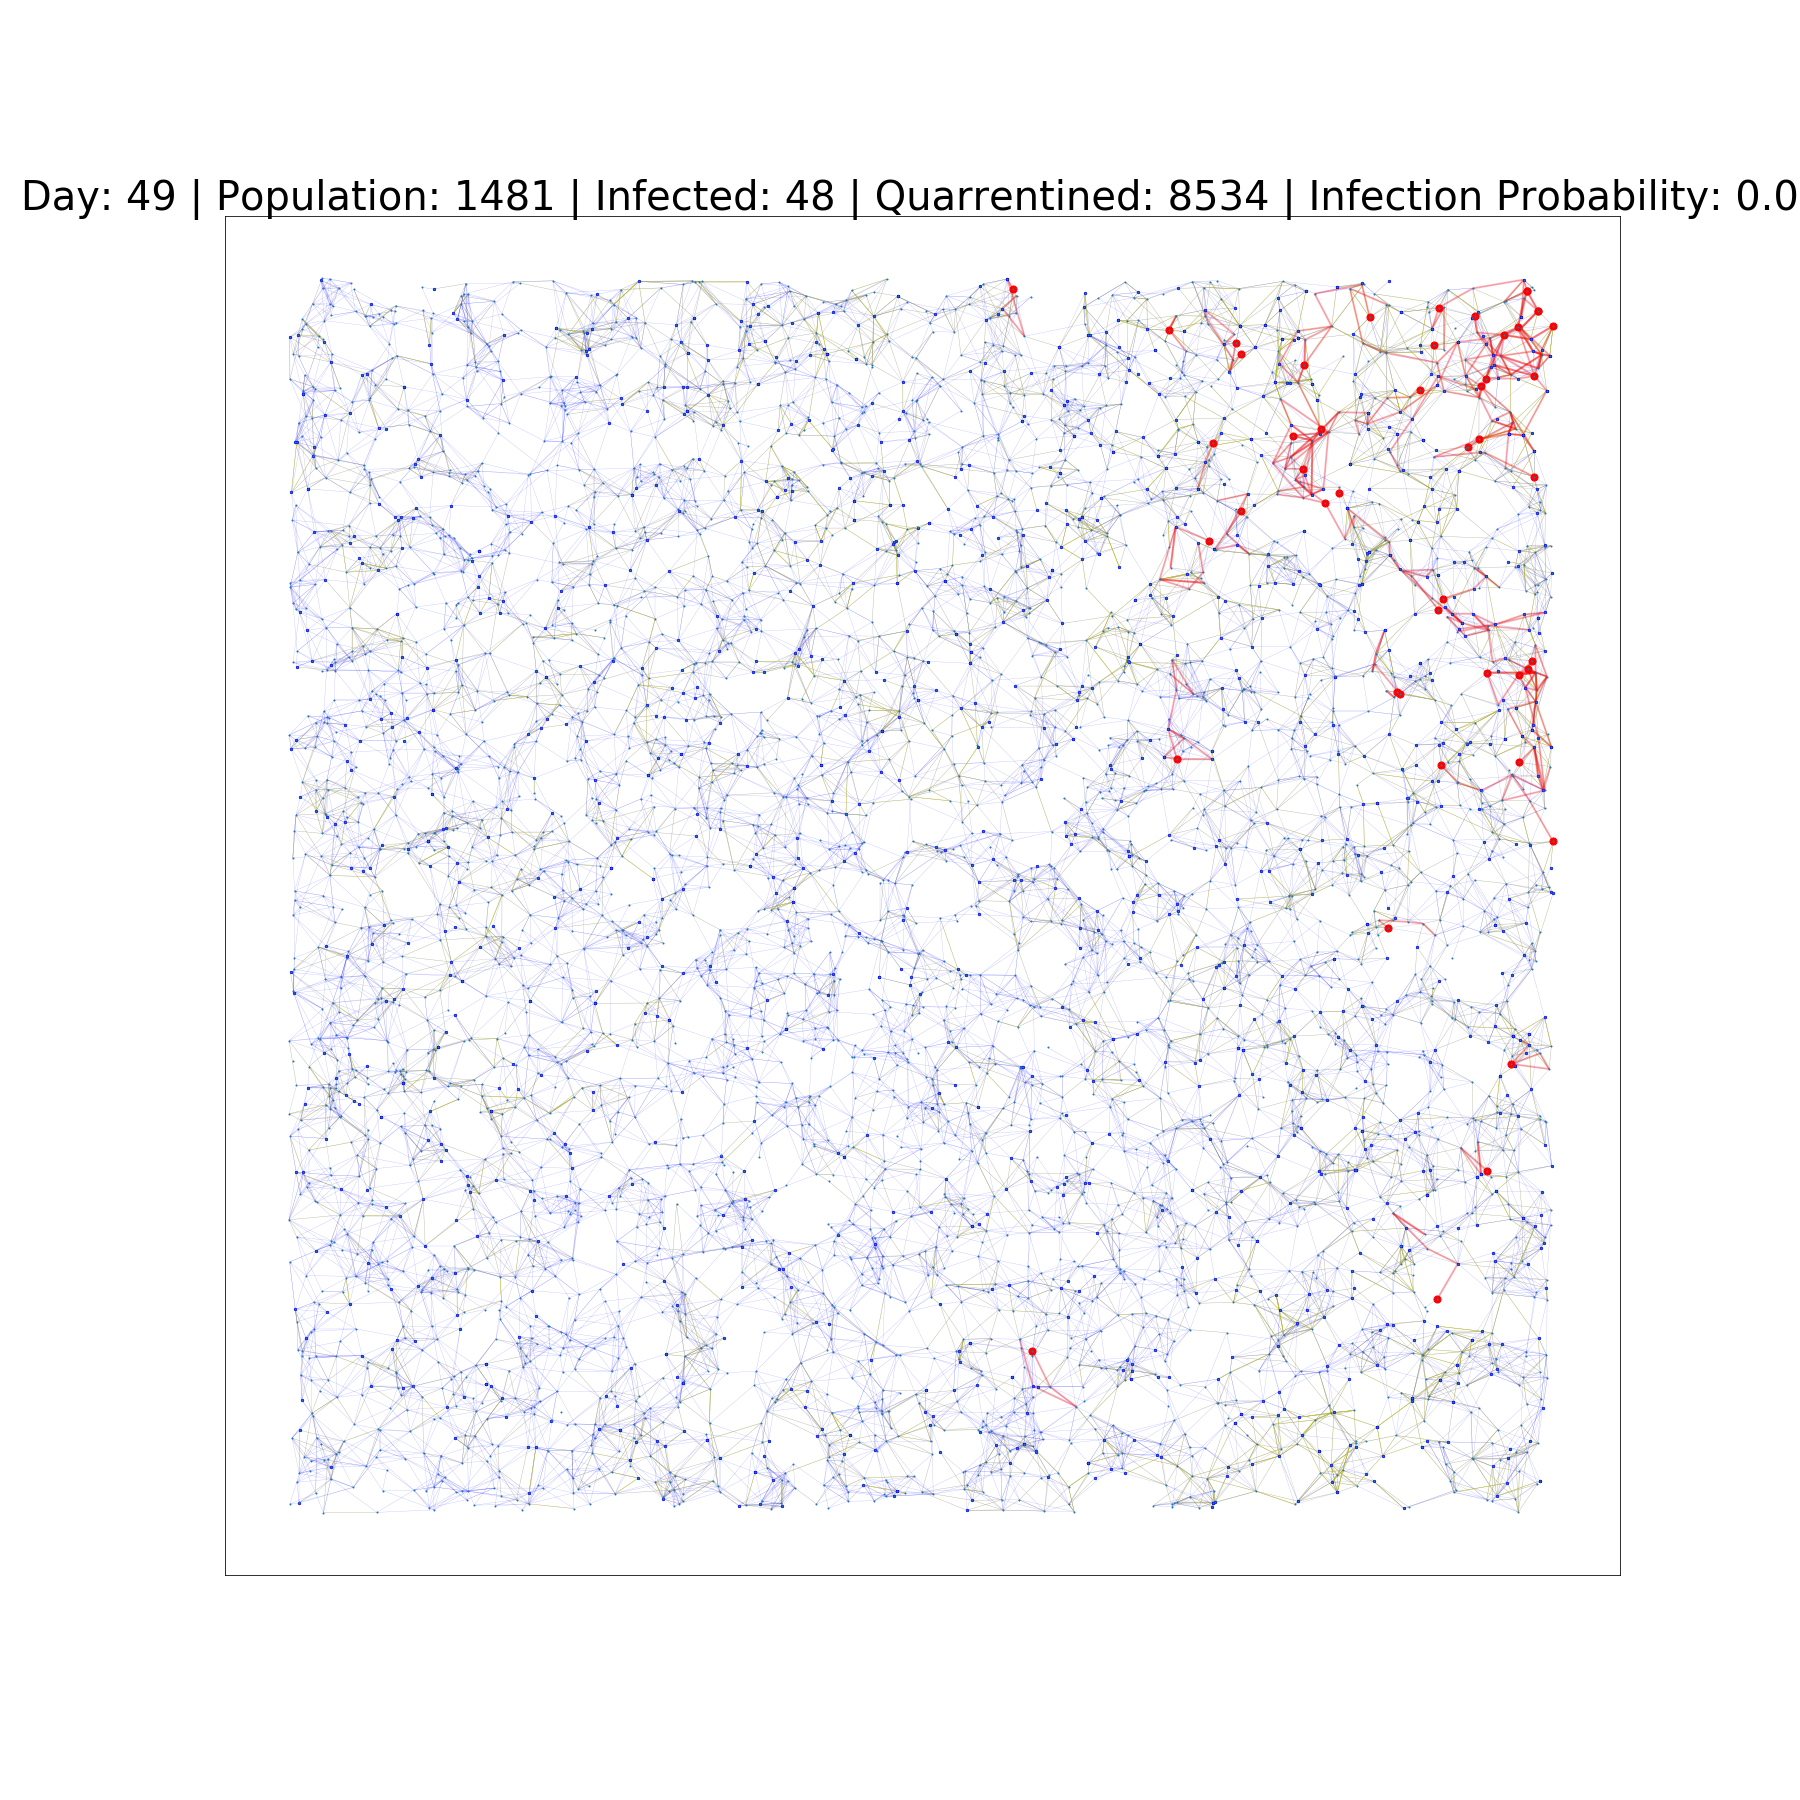 Day: 49 | Population: 1481 | Infected: 48 | Quarrentined: 8534 | Infection Probability: 0.0